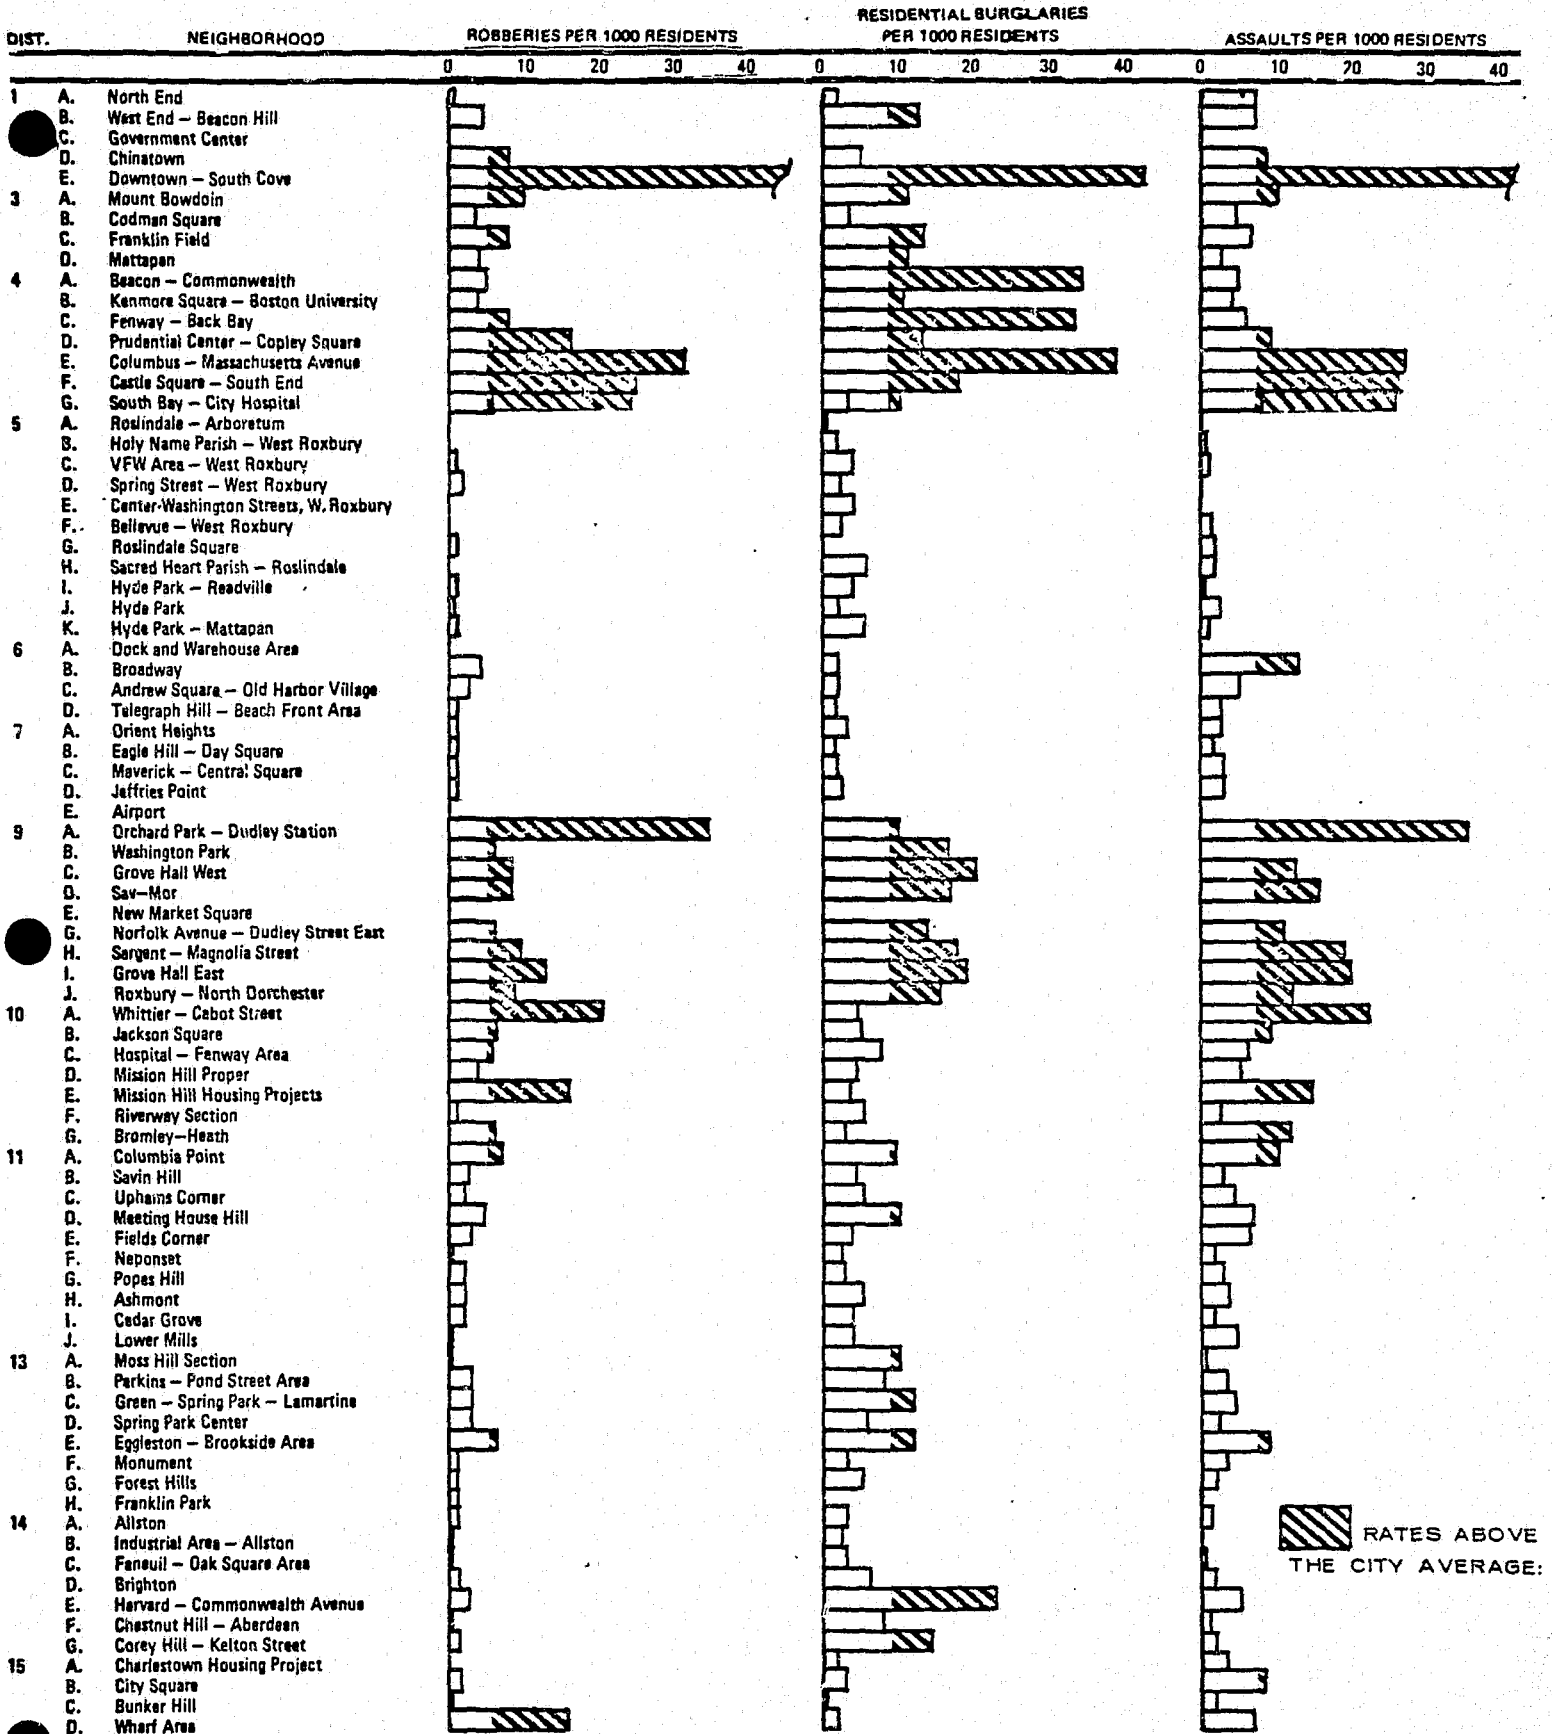 RESIDENTIAL BURGLARIES
DIST. NEIGHBORHOOD ROBBERIES PER 1000 RESIDENTS PER 1000 RESIDENTS ASSAULTS PER 1000 RESIDENTS
0 10 20 30 40 0 10 20 30 40 0 10 20 30 40
1 A. North End
B. West End – Beacon Hill
C. Government Center
D. Chinatown
E. Downtown – South Cove
3 A. Mount Bowdoin
B. Codman Square
C. Franklin Field
D. Mattapan
4 A. Beacon – Commonwealth
B. Kenmore Square – Boston University
C. Fenway – Back Bay
D. Prudential Center – Copley Square
E. Columbus – Massachusetts Avenue
F. Castle Square – South End
G. South Bay – City Hospital
5 A. Roslindale – Arboretum
B. Holy Name Parish – West Roxbury
C. VFW Area – West Roxbury
D. Spring Street – West Roxbury
E. Center-Washington Streets, W. Roxbury
F. Bellevue – West Roxbury
G. Roslindale Square
H. Sacred Heart Parish – Roslindale
I. Hyde Park – Readville
J. Hyde Park
K. Hyde Park – Mattapan
6 A. Dock and Warehouse Area
B. Broadway
C. Andrew Square – Old Harbor Village
D. Telegraph Hill – Beach Front Area
7 A. Orient Heights
B. Eagle Hill – Day Square
C. Maverick – Central Square
D. Jeffries Point
E. Airport
9 A. Orchard Park – Dudley Station
B. Washington Park
C. Grove Hall West
D. Sav–Mor
E. New Market Square
G. Norfolk Avenue – Dudley Street East
H. Sargent – Magnolia Street
I. Grove Hall East
J. Roxbury – North Dorchester
10 A. Whittier – Cabot Street
B. Jackson Square
C. Hospital – Fenway Area
D. Mission Hill Proper
E. Mission Hill Housing Projects
F. Riverway Section
G. Bromley–Heath
11 A. Columbia Point
B. Savin Hill
C. Uphams Corner
D. Meeting House Hill
E. Fields Corner
F. Neponset
G. Popes Hill
H. Ashmont
I. Cedar Grove
J. Lower Mills
13 A. Moss Hill Section
B. Perkins – Pond Street Area
C. Green – Spring Park – Lamartine
D. Spring Park Center
E. Eggleston – Brookside Area
F. Monument
G. Forest Hills
H. Franklin Park
14 A. Allston
B. Industrial Area – Allston
C. Faneuil – Oak Square Area
D. Brighton
E. Harvard – Commonwealth Avenue
F. Chestnut Hill – Aberdeen
G. Corey Hill – Kelton Street
15 A. Charlestown Housing Project
B. City Square
C. Bunker Hill
D. Wharf Area
RATES ABOVE
THE CITY AVERAGE: